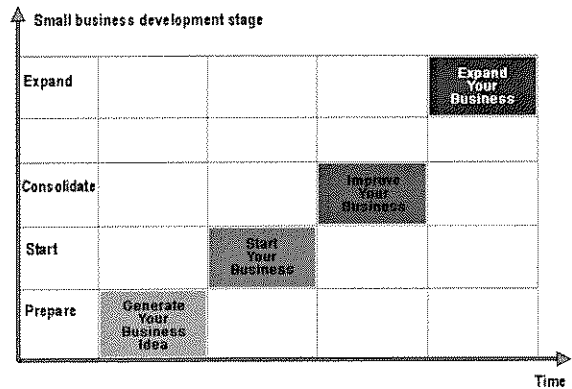 Small business development stage
Expand
Expand
Your
Business
Consolidate
Improve
Your
Business
Start
Start
Your
Business
Prepare
Generate
Your
Business
Idea
Time